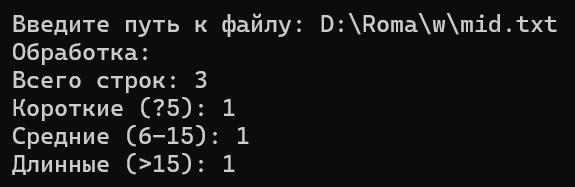 Введите путь к файлу: D:\Roma\w\mid.txt
Обработка:
Всего строк: 3
Короткие (?5): 1
Средние (6-15): 1
Длинные (>15): 1